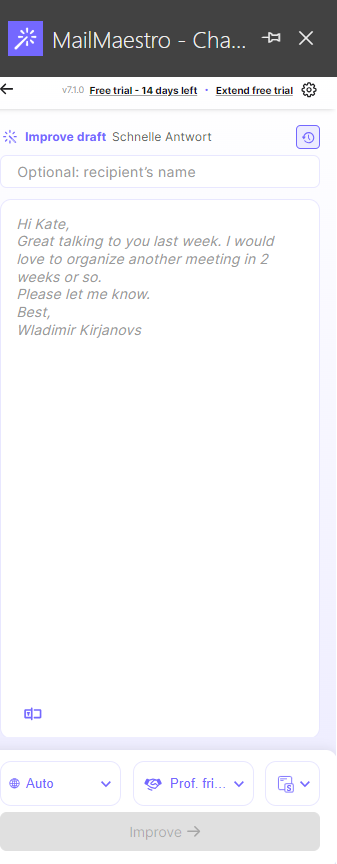 MailMaestro - Cha...
v7.1.0 Free trial - 14 days left • Extend free trial
Improve draft Schnelle Antwort
Optional: recipient's name
Hi Kate,
Great talking to you last week. I would
love to organize another meeting in 2
weeks or so.
Please let me know.
Best,
Wladimir Kirjanovs
Auto
Prof. fri...
Improve →